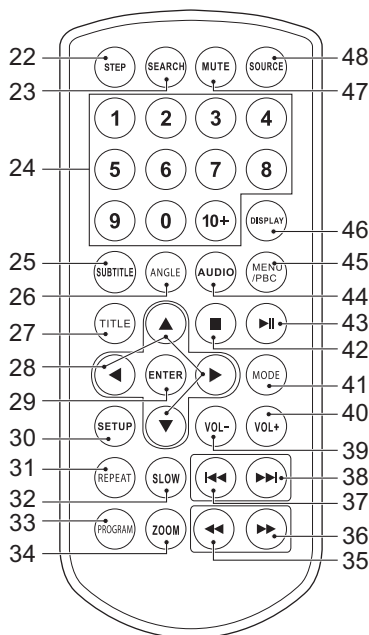 22 STEP SEARCH MUTE SOURCE 48
23 47
1 2 3 4
24 5 6 7 8
9 0 10+ DISPLAY
46
25 SUBTITLE ANGLE AUDIO MENU /PBC 45
26 44
27 TITLE 43
28 42
29 ENTER MODE 41
30 SETUP VOL- VOL+ 40
39
31 REPEAT SLOW 38
32 37
33 PROGRAM ZOOM 36
34 35